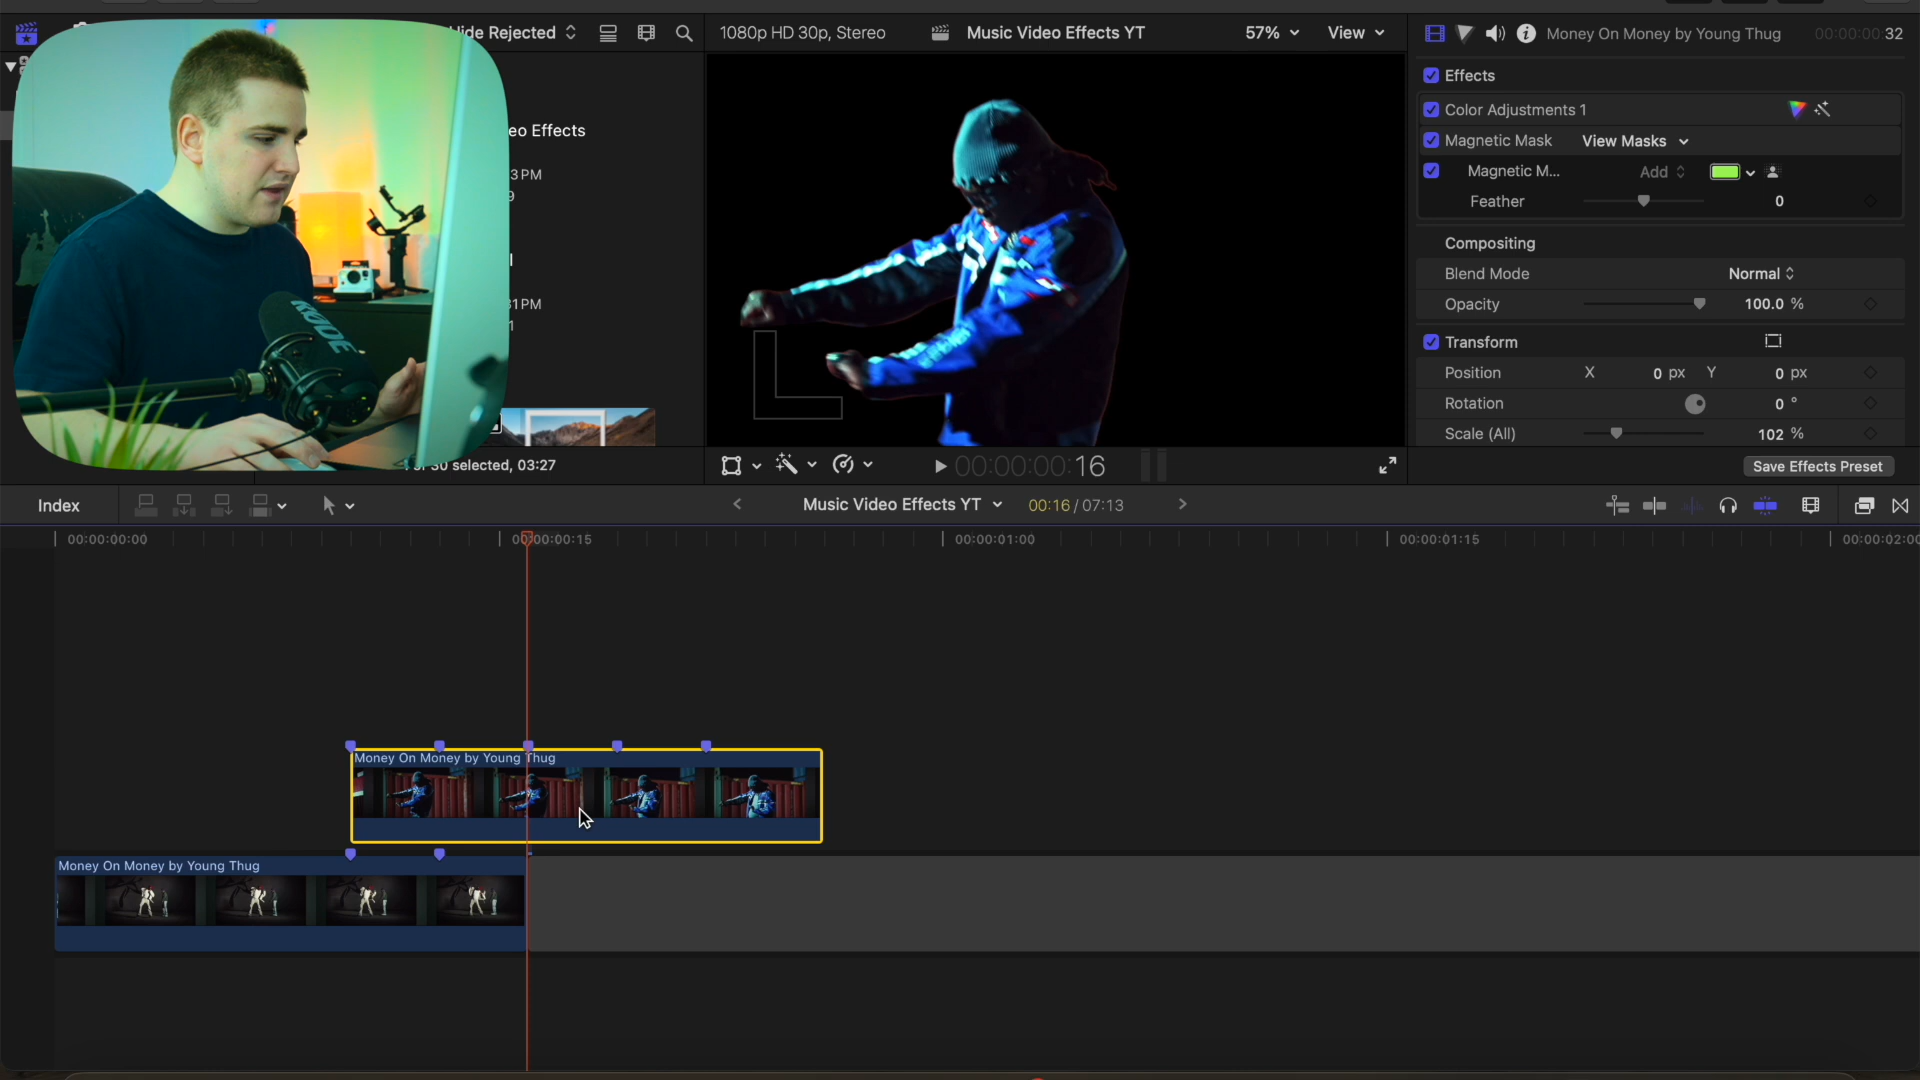 Hide Rejected
1080p HD 30p, Stereo
Music Video Effects YT
57%
View
Money On Money by Young Thug
00:00:00:32
eo Effects
3 PM
9
l
31 PM
1
RØDE
of 30 selected, 03:27
00:00:00:16
Effects
Color Adjustments 1
Magnetic Mask
View Masks
Magnetic M...
Add
Feather
0
Compositing
Blend Mode
Normal
Opacity
100.0 %
Transform
Position
X
0 px
Y
0 px
Rotation
0 °
Scale (All)
102 %
Save Effects Preset
Index
Music Video Effects YT
00:16 / 07:13
00:00:00:00
00:00:00:15
00:00:01:00
00:00:01:15
00:00:02:00
Money On Money by Young Thug
Money On Money by Young Thug